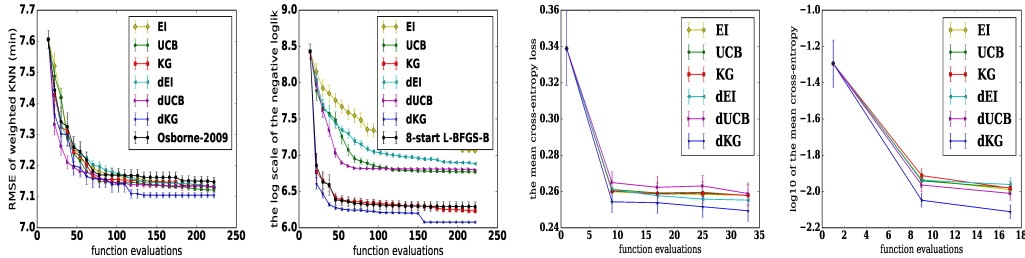 RMSE of weighted KNN (min)
7.7
7.6
7.5
7.4
7.3
7.2
7.1
7.0
0 50 100 150 200 250
function evaluations
EI
UCB
KG
dEI
dUCB
dKG
Osborne-2009
the log scale of the negative loglik
9.0
8.5
8.0
7.5
7.0
6.5
6.0
0 50 100 150 200 250
function evaluations
EI
UCB
KG
dEI
dUCB
dKG
8-start L-BFGS-B
the mean cross-entropy loss
0.36
0.34
0.32
0.30
0.28
0.26
0.24
0 5 10 15 20 25 30 35
function evaluations
EI
UCB
KG
dEI
dUCB
dKG
log10 of the mean cross-entropy
−1.0
−1.2
−1.4
−1.6
−1.8
−2.0
−2.2
0 2 4 6 8 10 12 14 16 18
function evaluations
EI
UCB
KG
dEI
dUCB
dKG